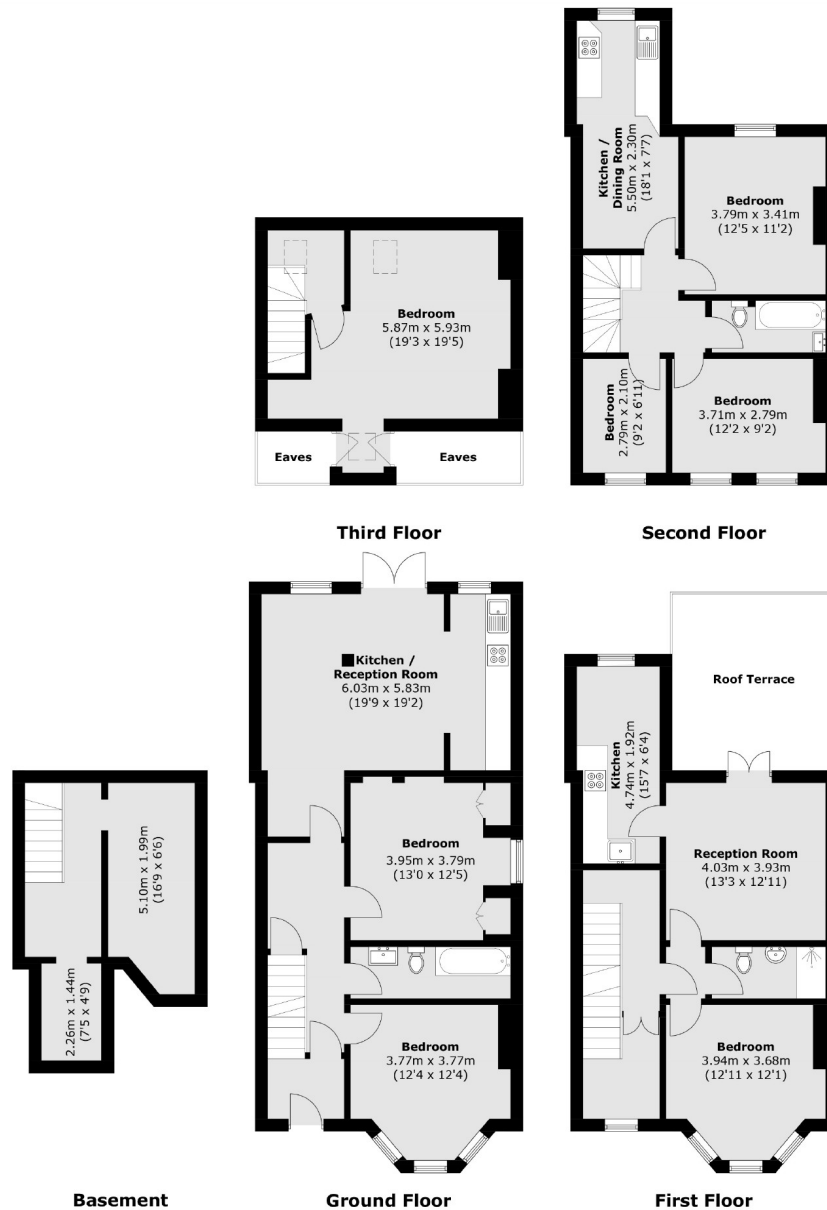 Kitchen /
Dining Room
5.50m x 2.30m
(18'1 x 7'7)
Bedroom
3.79m x 3.41m
(12'5 x 11'2)
Bedroom
5.87m x 5.93m
(19'3 x 19'5)
Bedroom
2.79m x 2.10m
(9'2 x 6'11)
Bedroom
3.71m x 2.79m
(12'2 x 9'2)
Eaves
Eaves
Third Floor
Second Floor
Kitchen /
Reception Room
6.03m x 5.83m
(19'9 x 19'2)
Roof Terrace
Kitchen
4.74m x 1.92m
(15'7 x 6'4)
Bedroom
3.95m x 3.79m
(13'0 x 12'5)
Reception Room
4.03m x 3.93m
(13'3 x 12'11)
5.10m x 1.99m
(16'9 x 6'6)
2.26m x 1.44m
(7'5 x 4'9)
Bedroom
3.77m x 3.77m
(12'4 x 12'4)
Bedroom
3.94m x 3.68m
(12'11 x 12'1)
Basement
Ground Floor
First Floor